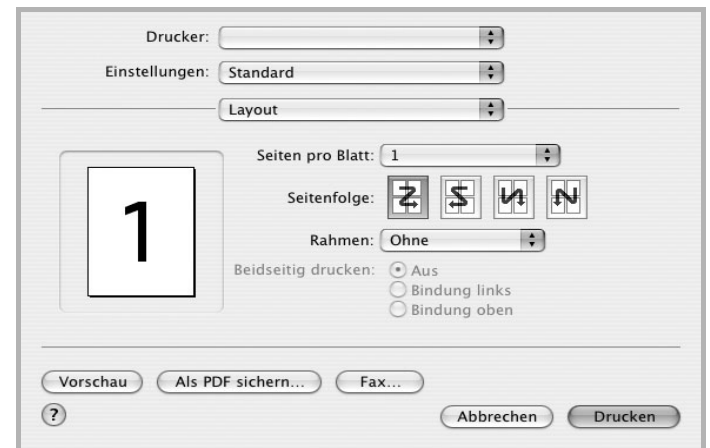 Drucker:
Einstellungen: Standard
Layout
Seiten pro Blatt: 1
Seitenfolge:
Rahmen: Ohne
Beidseitig drucken: Aus
Bindung links
Bindung oben
1
Vorschau Als PDF sichern... Fax...
? Abbrechen Drucken